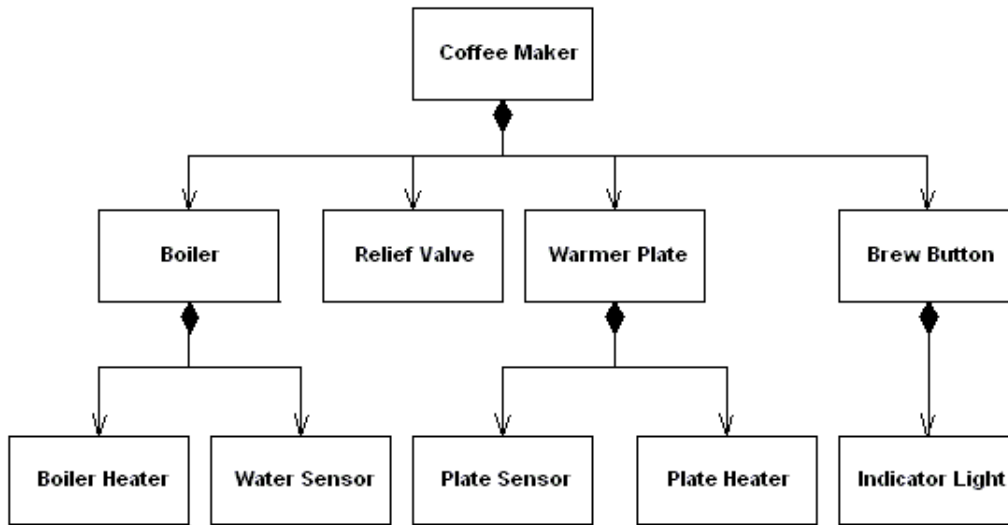 Coffee Maker
Boiler
Relief Valve
Warmer Plate
Brew Button
Boiler Heater
Water Sensor
Plate Sensor
Plate Heater
Indicator Light